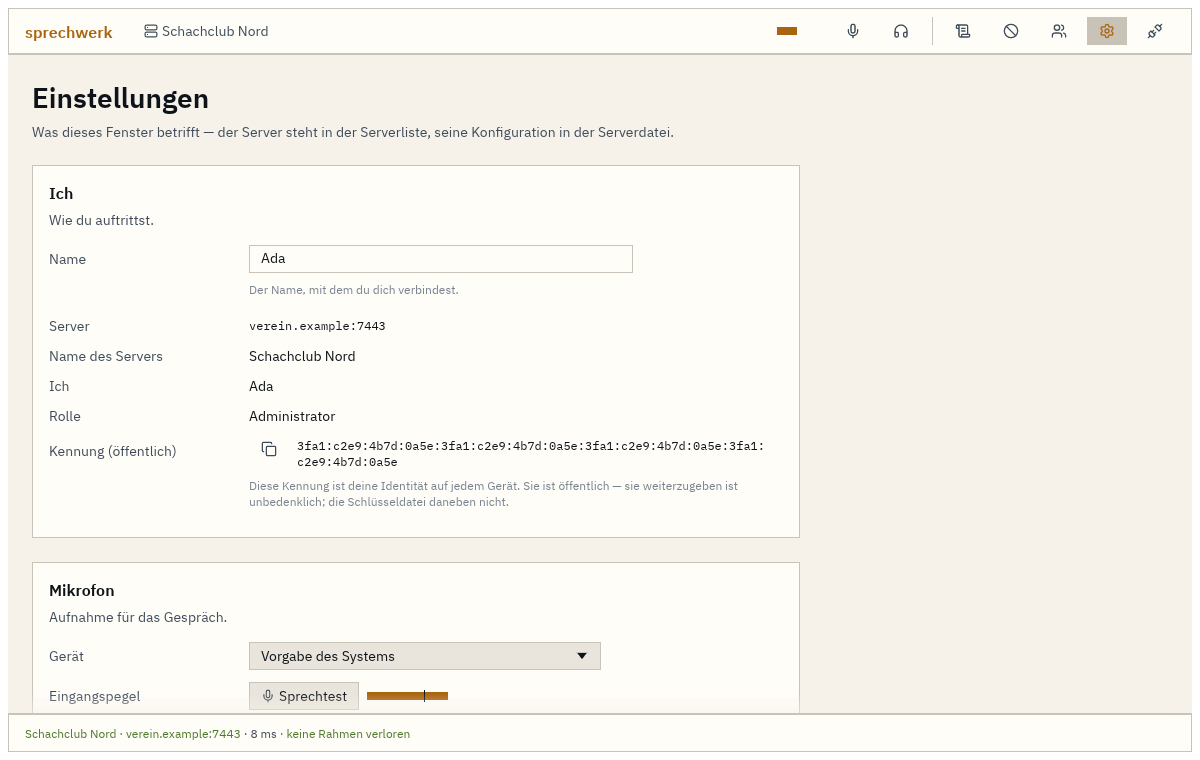 sprechwerk
Schachclub Nord
Einstellungen
Was dieses Fenster betrifft — der Server steht in der Serverliste, seine Konfiguration in der Serverdatei.
Ich
Wie du auftrittst.
Name
Ada
Der Name, mit dem du dich verbindest.
Server
verein.example:7443
Name des Servers
Schachclub Nord
Ich
Ada
Rolle
Administrator
Kennung (öffentlich)
3fa1:c2e9:4b7d:0a5e:3fa1:c2e9:4b7d:0a5e:3fa1:c2e9:4b7d:0a5e:3fa1:
c2e9:4b7d:0a5e
Diese Kennung ist deine Identität auf jedem Gerät. Sie ist öffentlich — sie weiterzugeben ist
unbedenklich; die Schlüsseldatei daneben nicht.
Mikrofon
Aufnahme für das Gespräch.
Gerät
Vorgabe des Systems
Eingangspegel
Sprechtest
Schachclub Nord · verein.example:7443 · 8 ms · keine Rahmen verloren